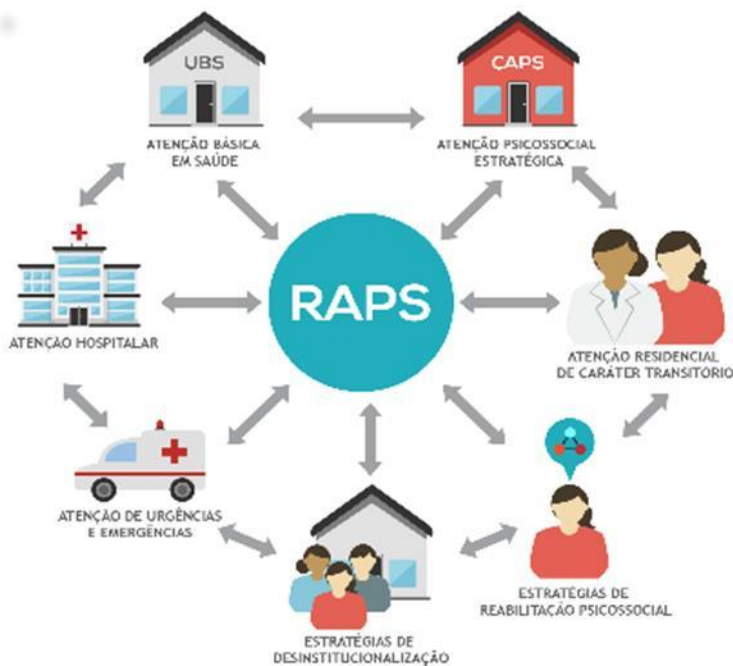 UBS
ATENÇÃO BÁSICA
EM SAÚDE
CAPS
ATENÇÃO PSICOSSOCIAL
ESTRATÉGICA
RAPS
ATENÇÃO HOSPITALAR
ATENÇÃO RESIDENCIAL
DE CARÁTER TRANSITÓRIO
ATENÇÃO DE URGÊNCIAS
E EMERGÊNCIAS
ESTRATÉGIAS DE
REABILITAÇÃO PSICOSSOCIAL
ESTRATÉGIAS DE
DESINSTITUCIONALIZAÇÃO